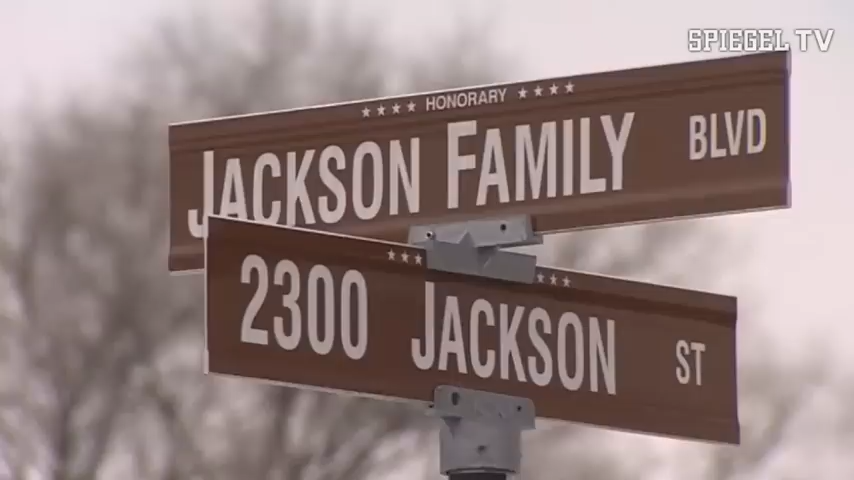 SPIEGEL TV
HONORARY
JACKSON FAMILY BLVD
2300 JACKSON ST